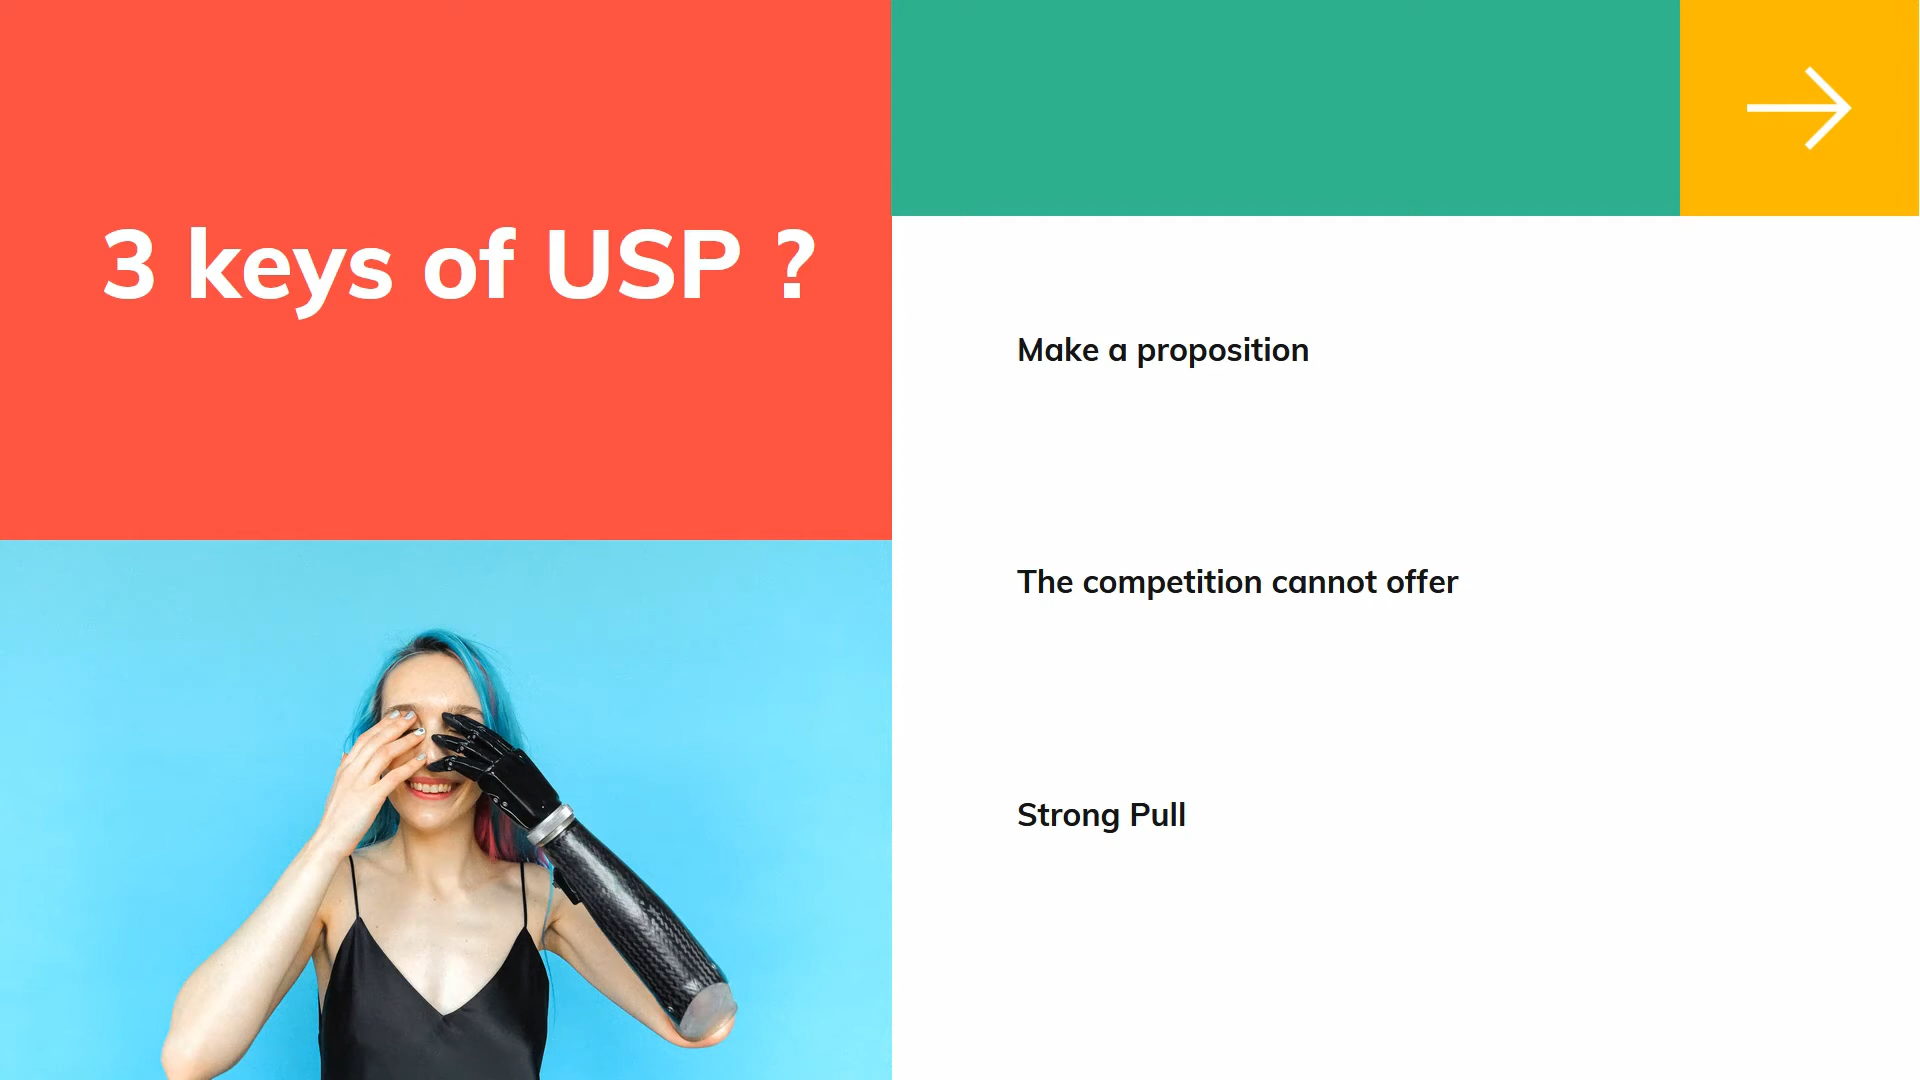 3 keys of USP ?
Make a proposition
The competition cannot offer
Strong Pull